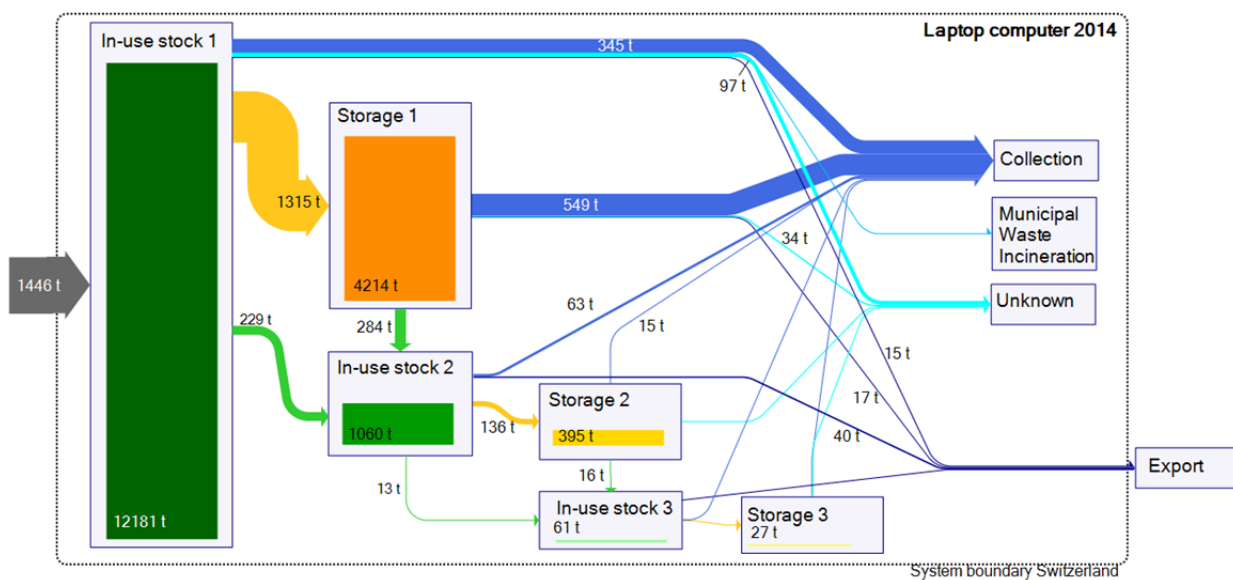 Laptop computer 2014
In-use stock 1
345 t
97 t
Storage 1
Collection
1315 t
549 t
Municipal
Waste
Incineration
34 t
1446 t
4214 t
Unknown
229 t
284 t
63 t
15 t
15 t
In-use stock 2
17 t
Storage 2
136 t
40 t
1060 t
395 t
Export
13 t
16 t
In-use stock 3
Storage 3
12181 t
61 t
27 t
System boundary Switzerland